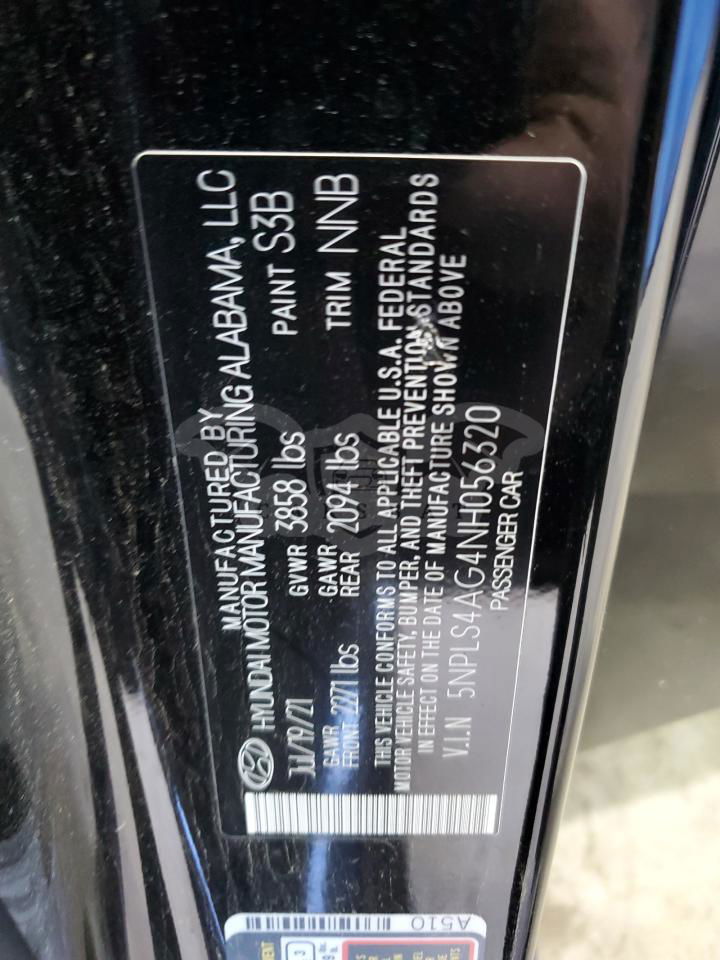 MANUFACTURED BY
HYUNDAI MOTOR MANUFACTURING ALABAMA, LLC
JUL/19/21 GVWR 3858 lbs PAINT S3B
GAWR FRONT 2271 lbs GAWR REAR 2094 lbs TRIM NNB
THIS VEHICLE CONFORMS TO ALL APPLICABLE U.S.A. FEDERAL
MOTOR VEHICLE SAFETY, BUMPER, AND THEFT PREVENTION STANDARDS
IN EFFECT ON THE DATE OF MANUFACTURE SHOWN ABOVE
V.I.N 5NPLS4AG4NH056320
PASSENGER CAR
A510